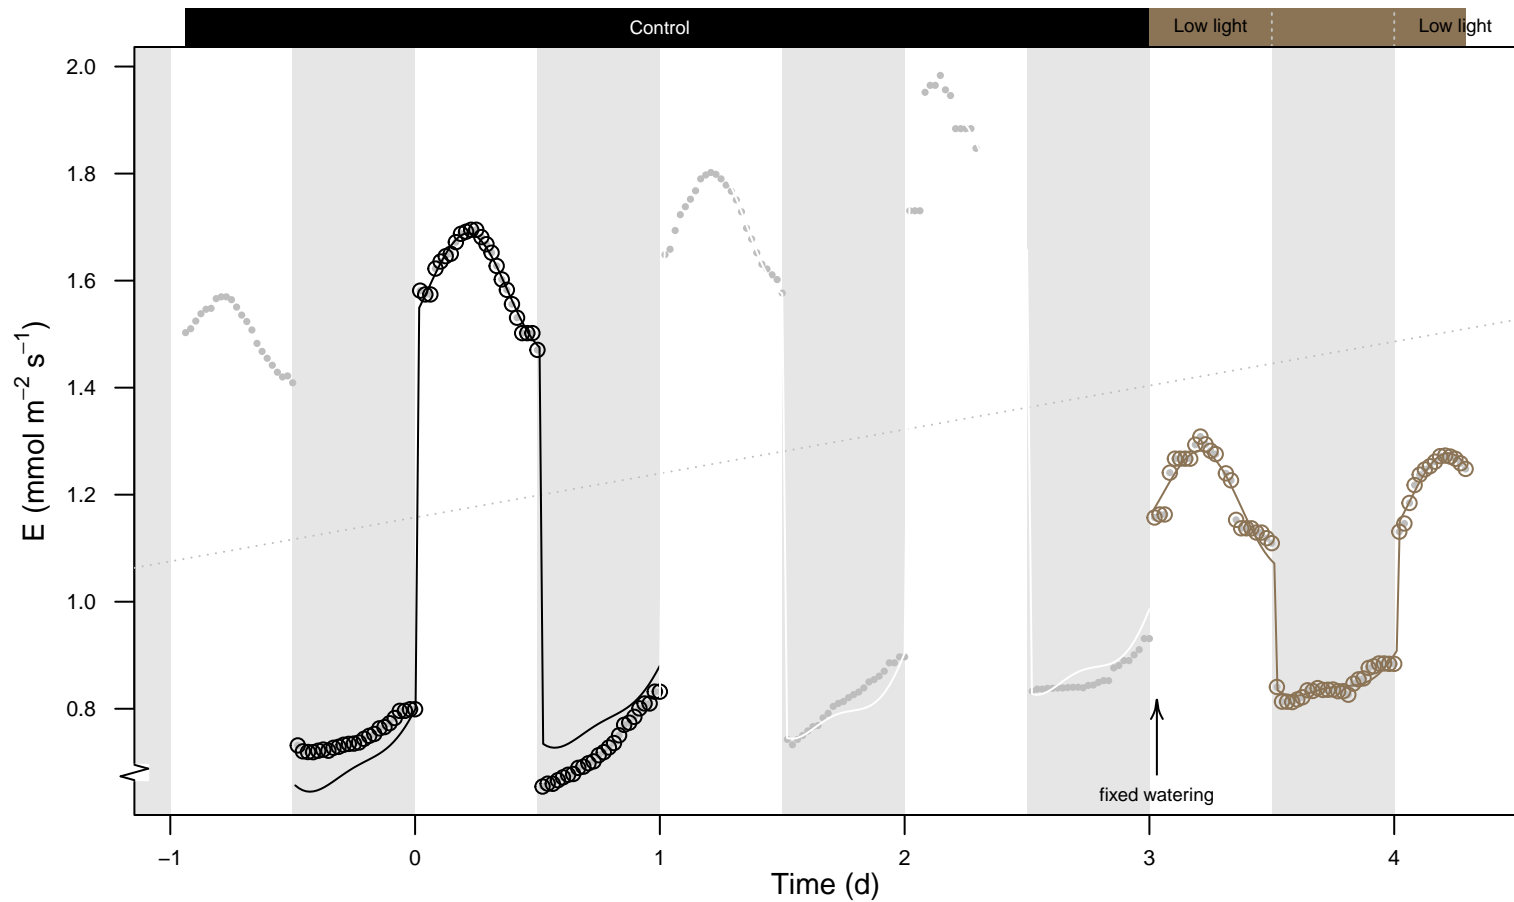 Control
Low light
Low light
2.0
1.8
1.6
1.4
1.2
1.0
0.8
E (mmol m⁻² s⁻¹)
fixed watering
−1
0
1
2
3
4
Time (d)